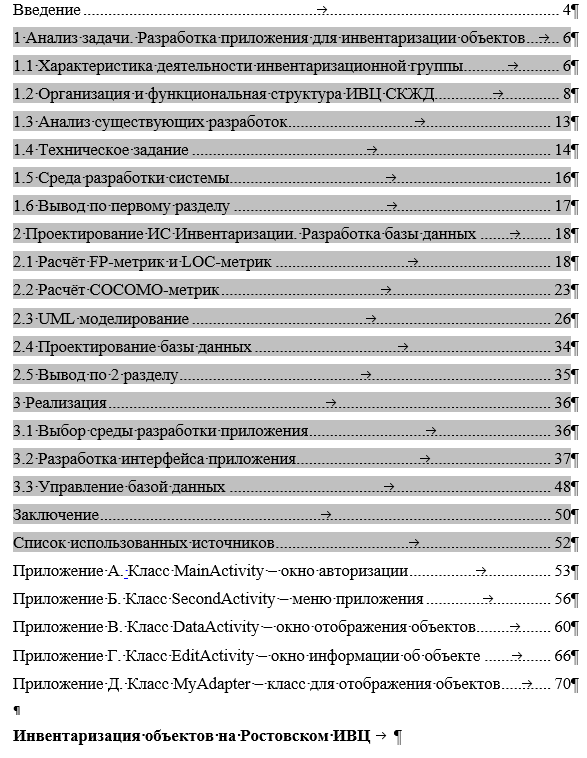 Введение → 4¶
1 Анализ задачи. Разработка приложения для инвентаризации объектов → 6¶
1.1 Характеристика деятельности инвентаризационной группы → 6¶
1.2 Организация и функциональная структура ИВЦ СКЖД → 8¶
1.3 Анализ существующих разработок → 13¶
1.4 Техническое задание → 14¶
1.5 Среда разработки системы → 16¶
1.6 Вывод по первому разделу → 17¶
2 Проектирование ИС Инвентаризации. Разработка базы данных → 18¶
2.1 Расчёт FP-метрик и LOC-метрик → 18¶
2.2 Расчёт COCOMO-метрик → 23¶
2.3 UML моделирование → 26¶
2.4 Проектирование базы данных → 34¶
2.5 Вывод по 2 разделу → 35¶
3 Реализация → 36¶
3.1 Выбор среды разработки приложения → 36¶
3.2 Разработка интерфейса приложения → 37¶
3.3 Управление базой данных → 48¶
Заключение → 50¶
Список использованных источников → 52¶
Приложение А. Класс MainActivity – окно авторизации → 53¶
Приложение Б. Класс SecondActivity – меню приложения → 56¶
Приложение В. Класс DataActivity – окно отображения объектов → 60¶
Приложение Г. Класс EditActivity – окно информации об объекте → 66¶
Приложение Д. Класс MyAdapter – класс для отображения объектов → 70¶
¶
Инвентаризация объектов на Ростовском ИВЦ → ¶